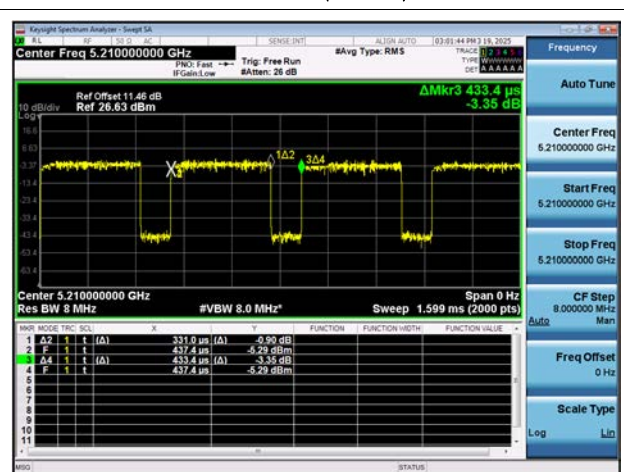 Keysight Spectrum Analyzer - Swept SA
RL RF 50 Ω AC SENSE:INT ALIGN AUTO 03:01:44 PM 3 19, 2025
Center Freq 5.210000000 GHz
PNO: Fast
IFGain:Low
Trig: Free Run
#Atten: 26 dB
#Avg Type: RMS
TRACE 1 2 3 4 5 6
TYPE WWWWWW
DET A A A A A A
ΔMkr3 433.4 µs
-3.35 dB
Ref Offset 11.46 dB
10 dB/div Ref 26.63 dBm
Log
16.6
6.63
-3.37
-13.4
-23.4
-33.4
-43.4
-53.4
-63.4
1Δ2
3Δ4
Center 5.210000000 GHz Span 0 Hz
Res BW 8 MHz #VBW 8.0 MHz* Sweep 1.599 ms (2000 pts)
MKR MODE TRC SCL X Y FUNCTION FUNCTION WIDTH FUNCTION VALUE
1 Δ2 1 t (Δ) 331.0 µs (Δ) -0.90 dB
2 F 1 t 437.4 µs -5.29 dBm
3 Δ4 1 t (Δ) 433.4 µs (Δ) -3.35 dB
4 F 1 t 437.4 µs -5.29 dBm
5
6
7
8
9
10
11
MSG STATUS
Frequency
Auto Tune
Center Freq
5.210000000 GHz
Start Freq
5.210000000 GHz
Stop Freq
5.210000000 GHz
CF Step
8.000000 MHz
Auto Man
Freq Offset
0 Hz
Scale Type
Log Lin